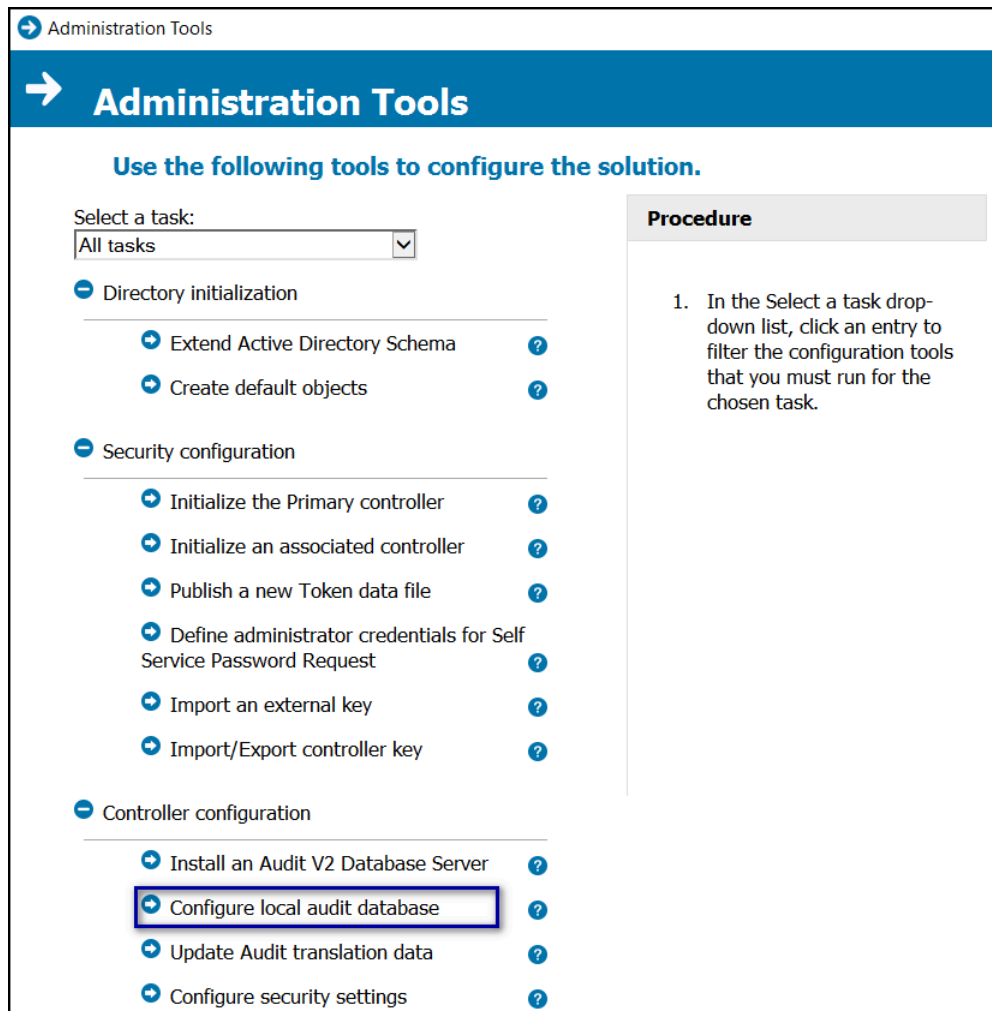 Administration Tools
Administration Tools
Use the following tools to configure the solution.
Select a task:
All tasks
Directory initialization
Extend Active Directory Schema ?
Create default objects ?
Security configuration
Initialize the Primary controller ?
Initialize an associated controller ?
Publish a new Token data file ?
Define administrator credentials for Self
Service Password Request ?
Import an external key ?
Import/Export controller key ?
Controller configuration
Install an Audit V2 Database Server ?
Configure local audit database ?
Update Audit translation data ?
Configure security settings ?
Procedure
1. In the Select a task drop-
down list, click an entry to
filter the configuration tools
that you must run for the
chosen task.